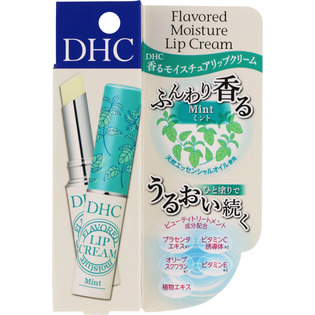 DHC
Flavored
Moisture
Lip Cream
DHC
香るモイスチュアリップクリーム
ふんわり香る
Mint
ミント
天然エッセンシャルオイル使用
ひと塗りで
うるおい続く
ビューティトリートメント
成分配合
プラセンタ
エキス
ビタミンC
誘導体
オリーブ
スクワラン
ビタミンE
植物エキス
DHC
FLAVORED
LIP
CREAM
Moisture
Mint